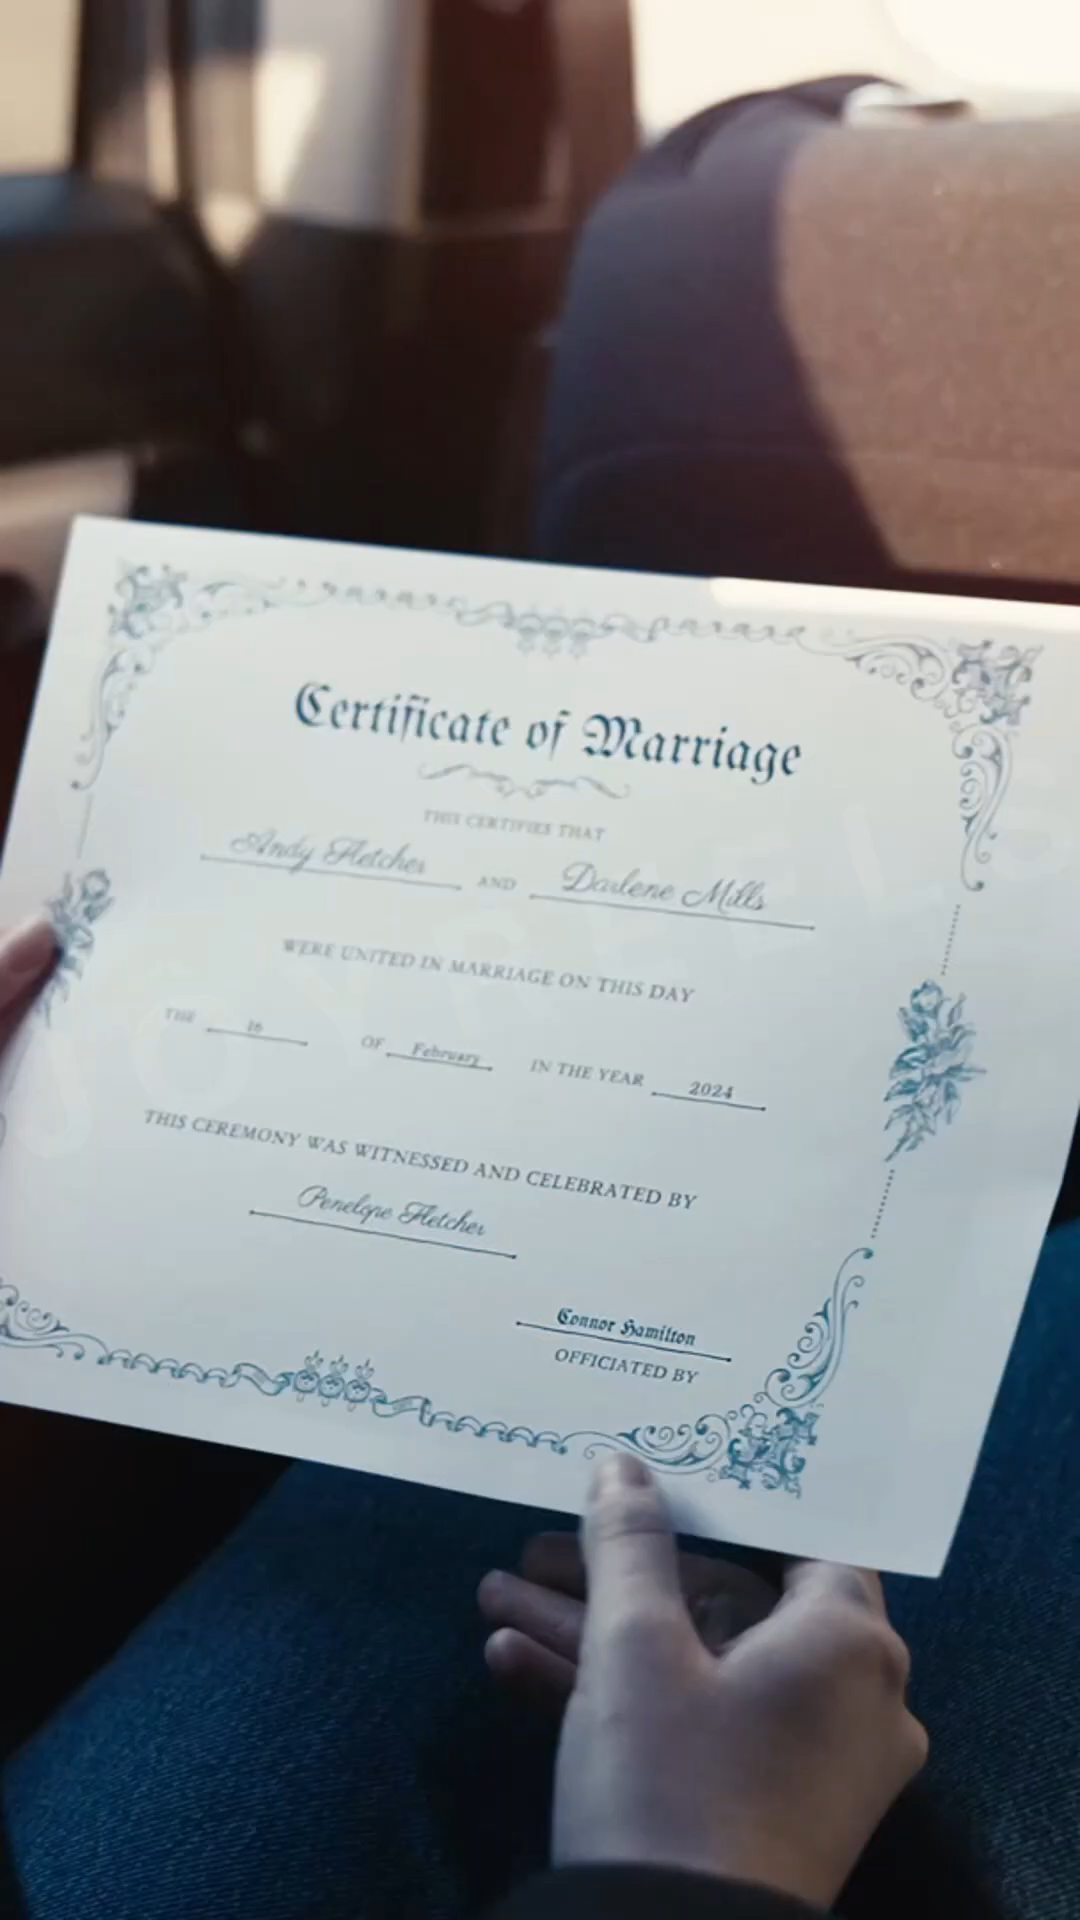 Certificate of Marriage
THIS CERTIFIES THAT
Andy Fletcher AND Darlene Mills
WERE UNITED IN MARRIAGE ON THIS DAY
THE 16 OF February IN THE YEAR 2024
THIS CEREMONY WAS WITNESSED AND CELEBRATED BY
Penelope Fletcher
Connor Hamilton
OFFICIATED BY